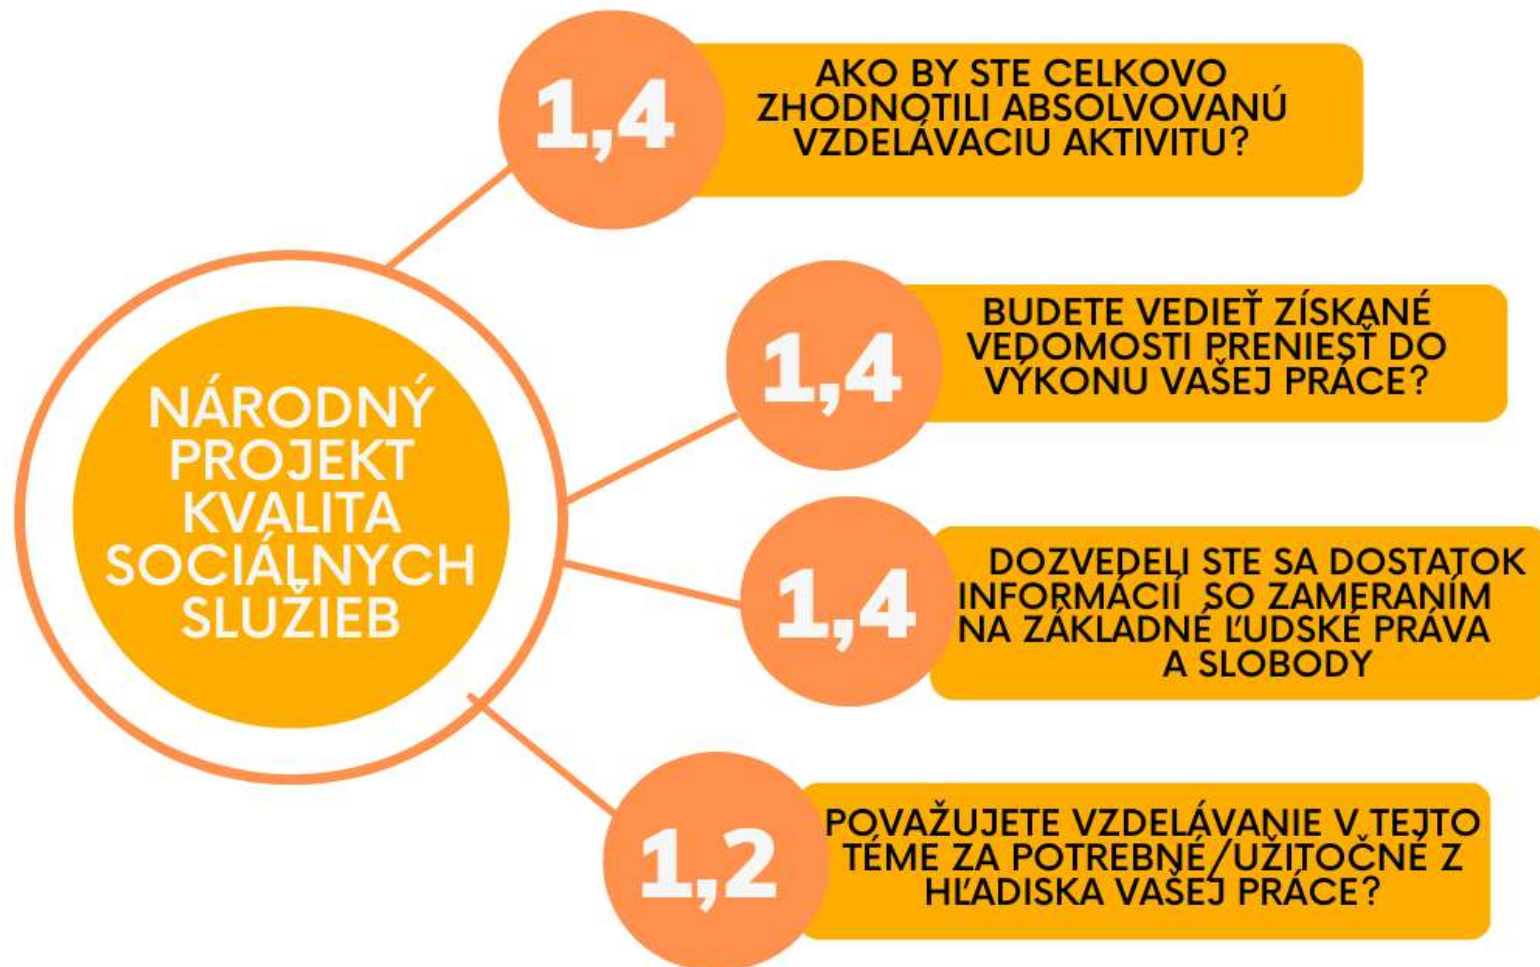 1,4
AKO BY STE CELKOVO
ZHODNOTILI ABSOLVOVANÚ
VZDELÁVACIU AKTIVITU?
1,4
BUDETE VEDIEŤ ZÍSKANÉ
VEDOMOSTI PRENIESŤ DO
VÝKONU VAŠEJ PRÁCE?
NÁRODNÝ
PROJEKT
KVALITA
SOCIÁLNYCH
SLUŽIEB
1,4
DOZVEDELI STE SA DOSTATOK
INFORMÁCIÍ SO ZAMERANÍM
NA ZÁKLADNÉ ĽUDSKÉ PRÁVA
A SLOBODY
1,2
POVAŽUJETE VZDELÁVANIE V TEJTO
TÉME ZA POTREBNÉ/UŽITOČNÉ Z
HĽADISKA VAŠEJ PRÁCE?